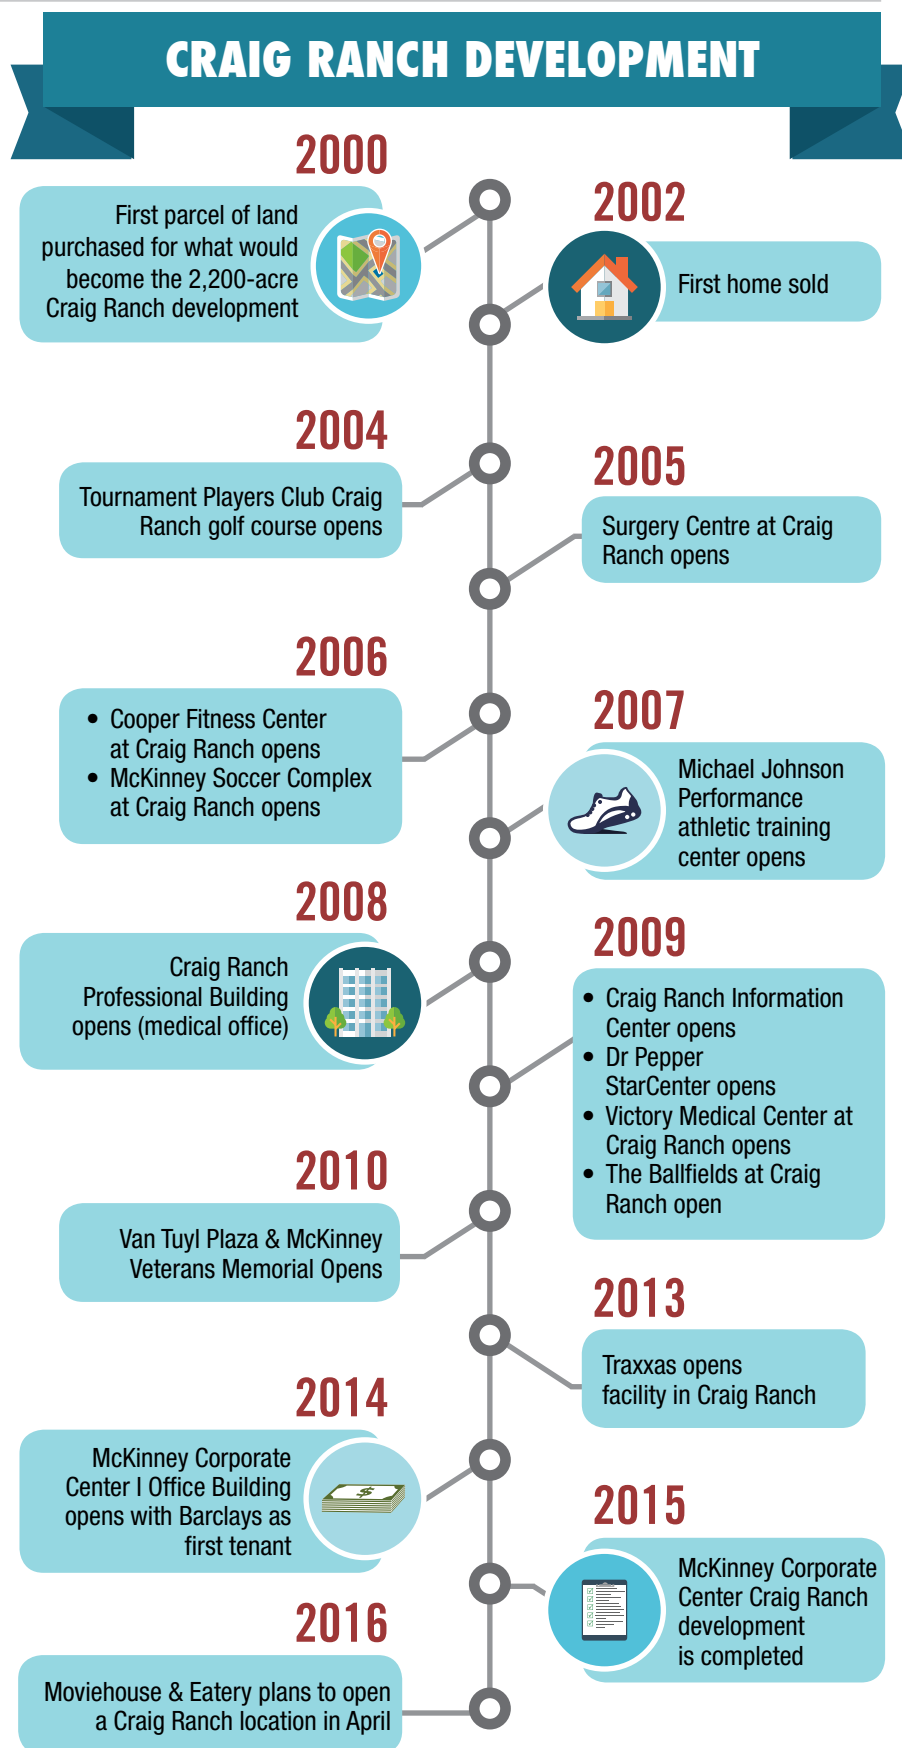 CRAIG RANCH DEVELOPMENT
2000
First parcel of land
purchased for what would
become the 2,200-acre
Craig Ranch development
2002
First home sold
2004
Tournament Players Club Craig
Ranch golf course opens
2005
Surgery Centre at Craig
Ranch opens
2006
• Cooper Fitness Center
at Craig Ranch opens
• McKinney Soccer Complex
at Craig Ranch opens
2007
Michael Johnson
Performance
athletic training
center opens
2008
Craig Ranch
Professional Building
opens (medical office)
2009
• Craig Ranch Information
Center opens
• Dr Pepper
StarCenter opens
• Victory Medical Center at
Craig Ranch opens
• The Ballfields at Craig
Ranch open
2010
Van Tuyl Plaza & McKinney
Veterans Memorial Opens
2013
Traxxas opens
facility in Craig Ranch
2014
McKinney Corporate
Center I Office Building
opens with Barclays as
first tenant
$
2015
McKinney Corporate
Center Craig Ranch
development
is completed
2016
Moviehouse & Eatery plans to open
a Craig Ranch location in April